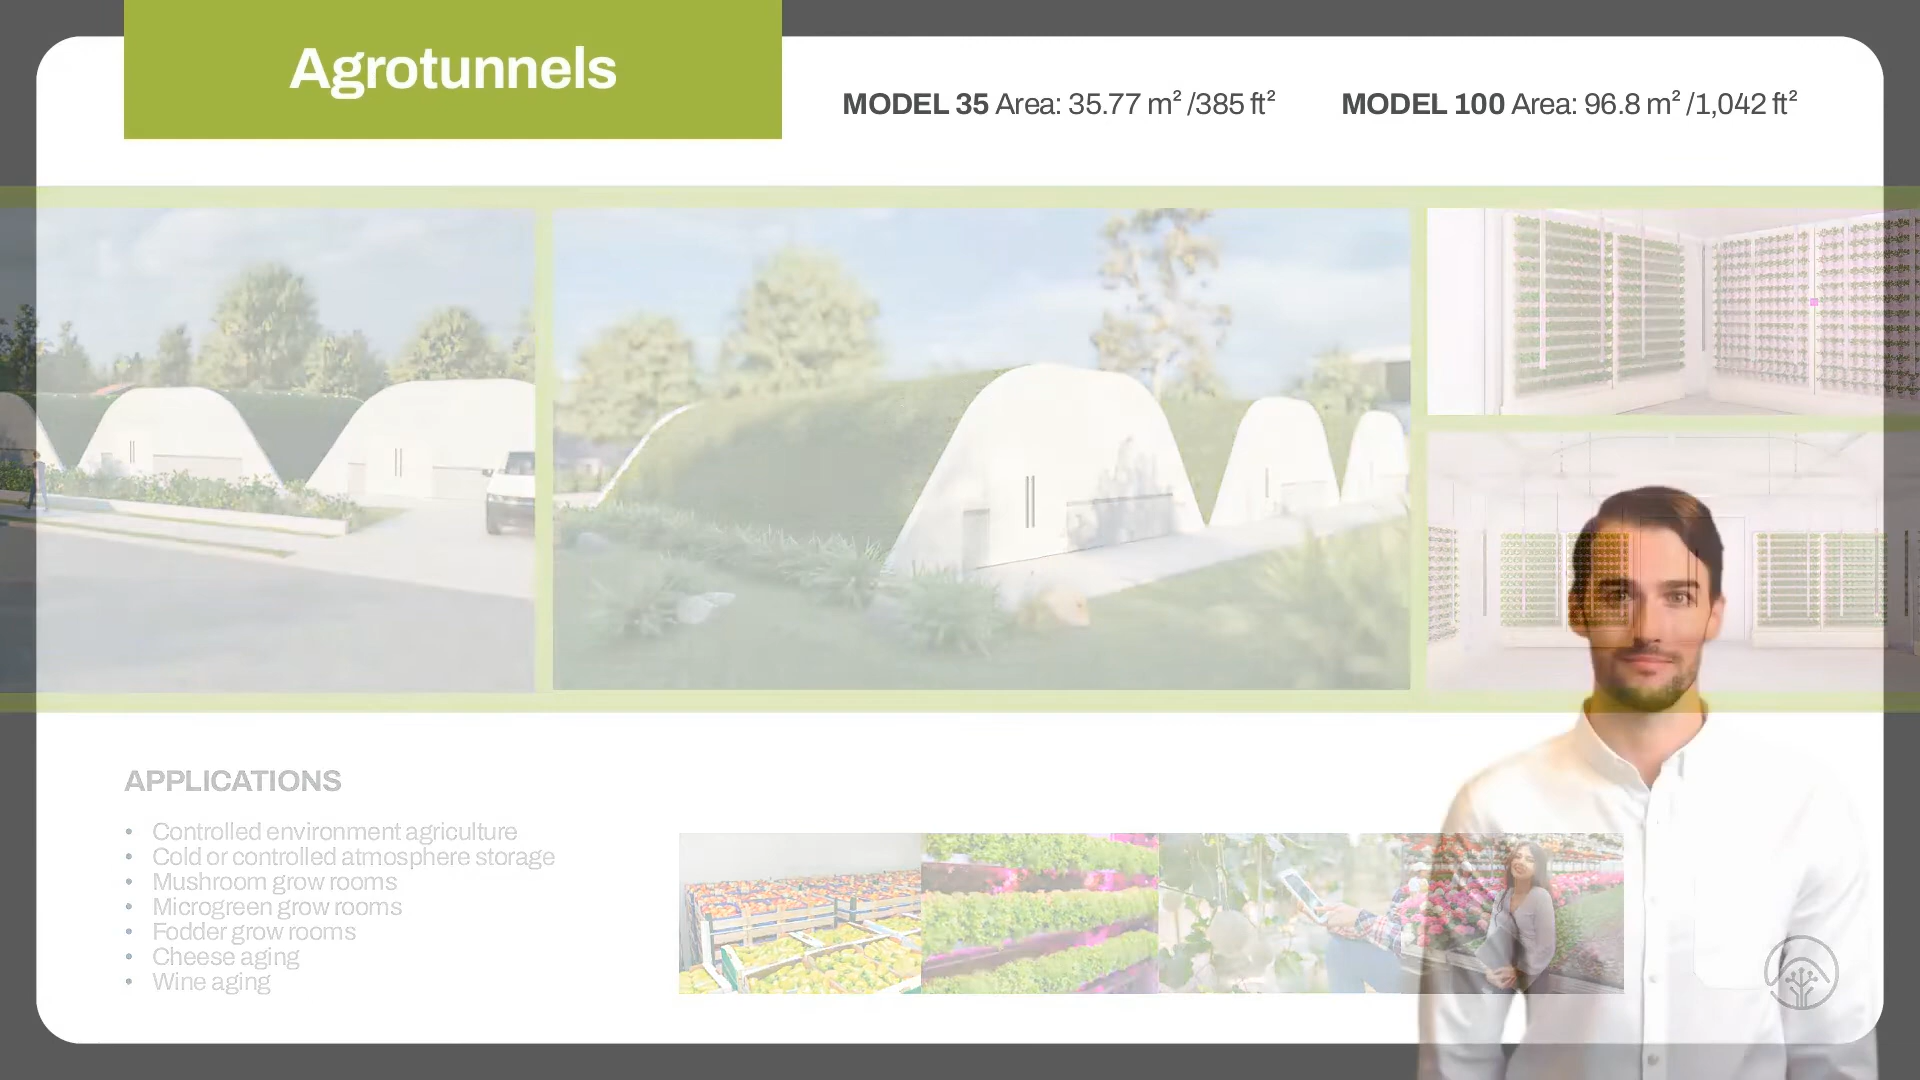 Agrotunnels
MODEL 35 Area: 35.77 m² /385 ft²
MODEL 100 Area: 96.8 m² /1,042 ft²
APPLICATIONS
• Controlled environment agriculture
• Cold or controlled atmosphere storage
• Mushroom grow rooms
• Microgreen grow rooms
• Fodder grow rooms
• Cheese aging
• Wine aging